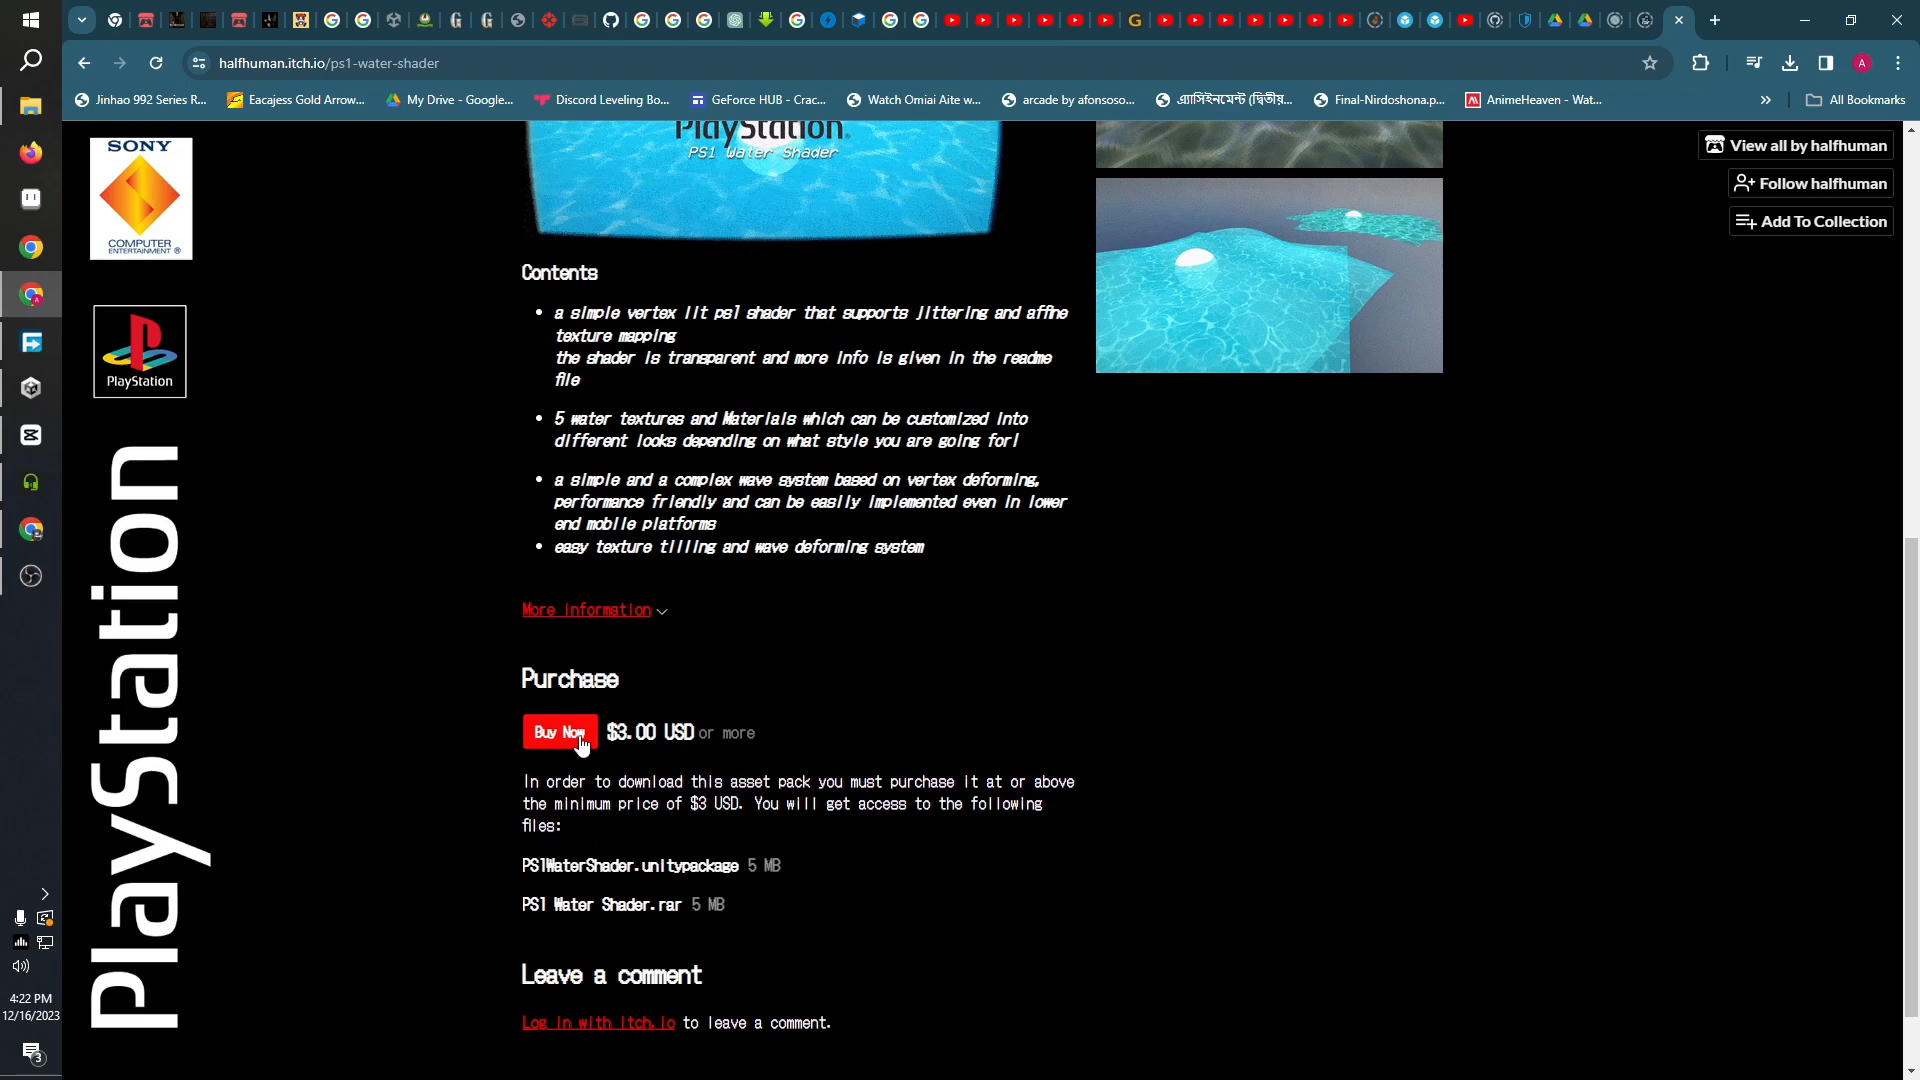 halfhuman.itch.io/ps1-water-shader
Jinhao 992 Series R...
Eacajess Gold Arrow...
My Drive - Google...
Discord Leveling Bo...
GeForce HUB - Crac...
Watch Omiai Aite w...
arcade by afonsoso...
এ্যাসিইনমেন্ট (দ্বিতীয়...
Final-Nirdoshona.p...
AnimeHeaven - Wat...
»
All Bookmarks
SONY
COMPUTER
ENTERTAINMENT ®
PlayStation
PlayStation
PlayStation®
PS1 Water Shader
View all by halfhuman
Follow halfhuman
Add To Collection
Contents
a simple vertex lit ps1 shader that supports jittering and affine
texture mapping
the shader is transparent and more info is given in the readme
file
5 water textures and Materials which can be customized into
different looks depending on what style you are going for!
a simple and a complex wave system based on vertex deforming,
performance friendly and can be easily implemented even in lower
end mobile platforms
easy texture tilling and wave deforming system
More information
Purchase
Buy Now $3.00 USD or more
In order to download this asset pack you must purchase it at or above
the minimum price of $3 USD. You will get access to the following
files:
PS1WaterShader.unitypackage 5 MB
PS1 Water Shader.rar 5 MB
Leave a comment
Log in with itch.io to leave a comment.
4:22 PM
12/16/2023
3
A